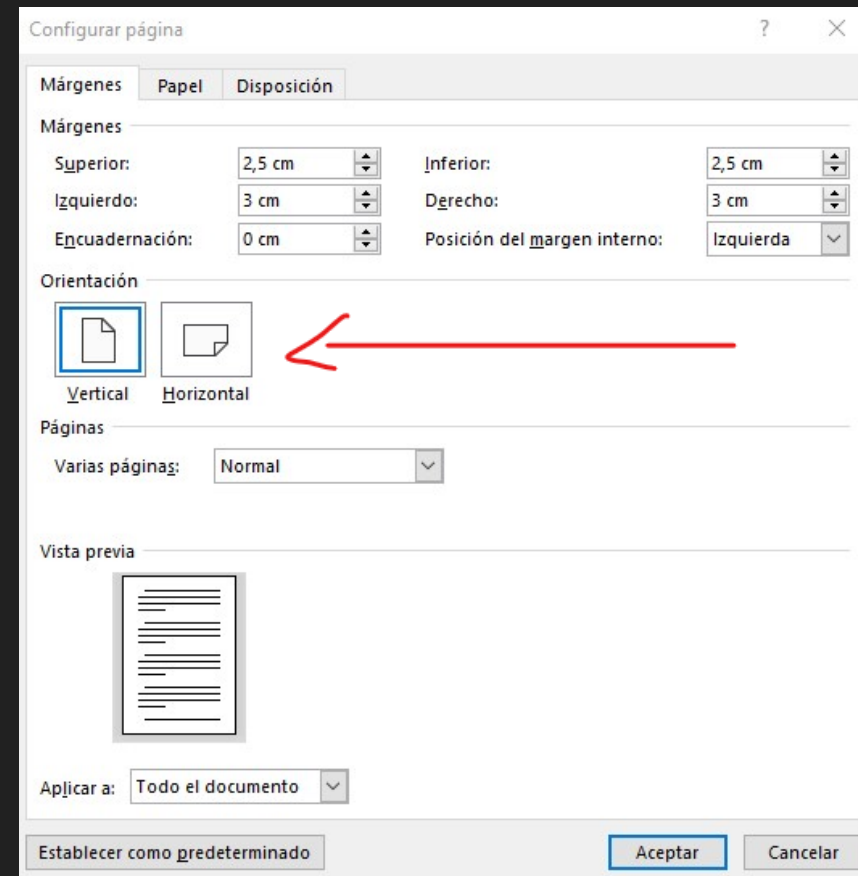 Configurar página ?
Márgenes Papel Disposición
Márgenes
Superior: 2,5 cm Inferior: 2,5 cm
Izquierdo: 3 cm Derecho: 3 cm
Encuadernación: 0 cm Posición del margen interno: Izquierda
Orientación
Vertical Horizontal
Páginas
Varias páginas: Normal
Vista previa
Aplicar a: Todo el documento
Establecer como predeterminado Aceptar Cancelar